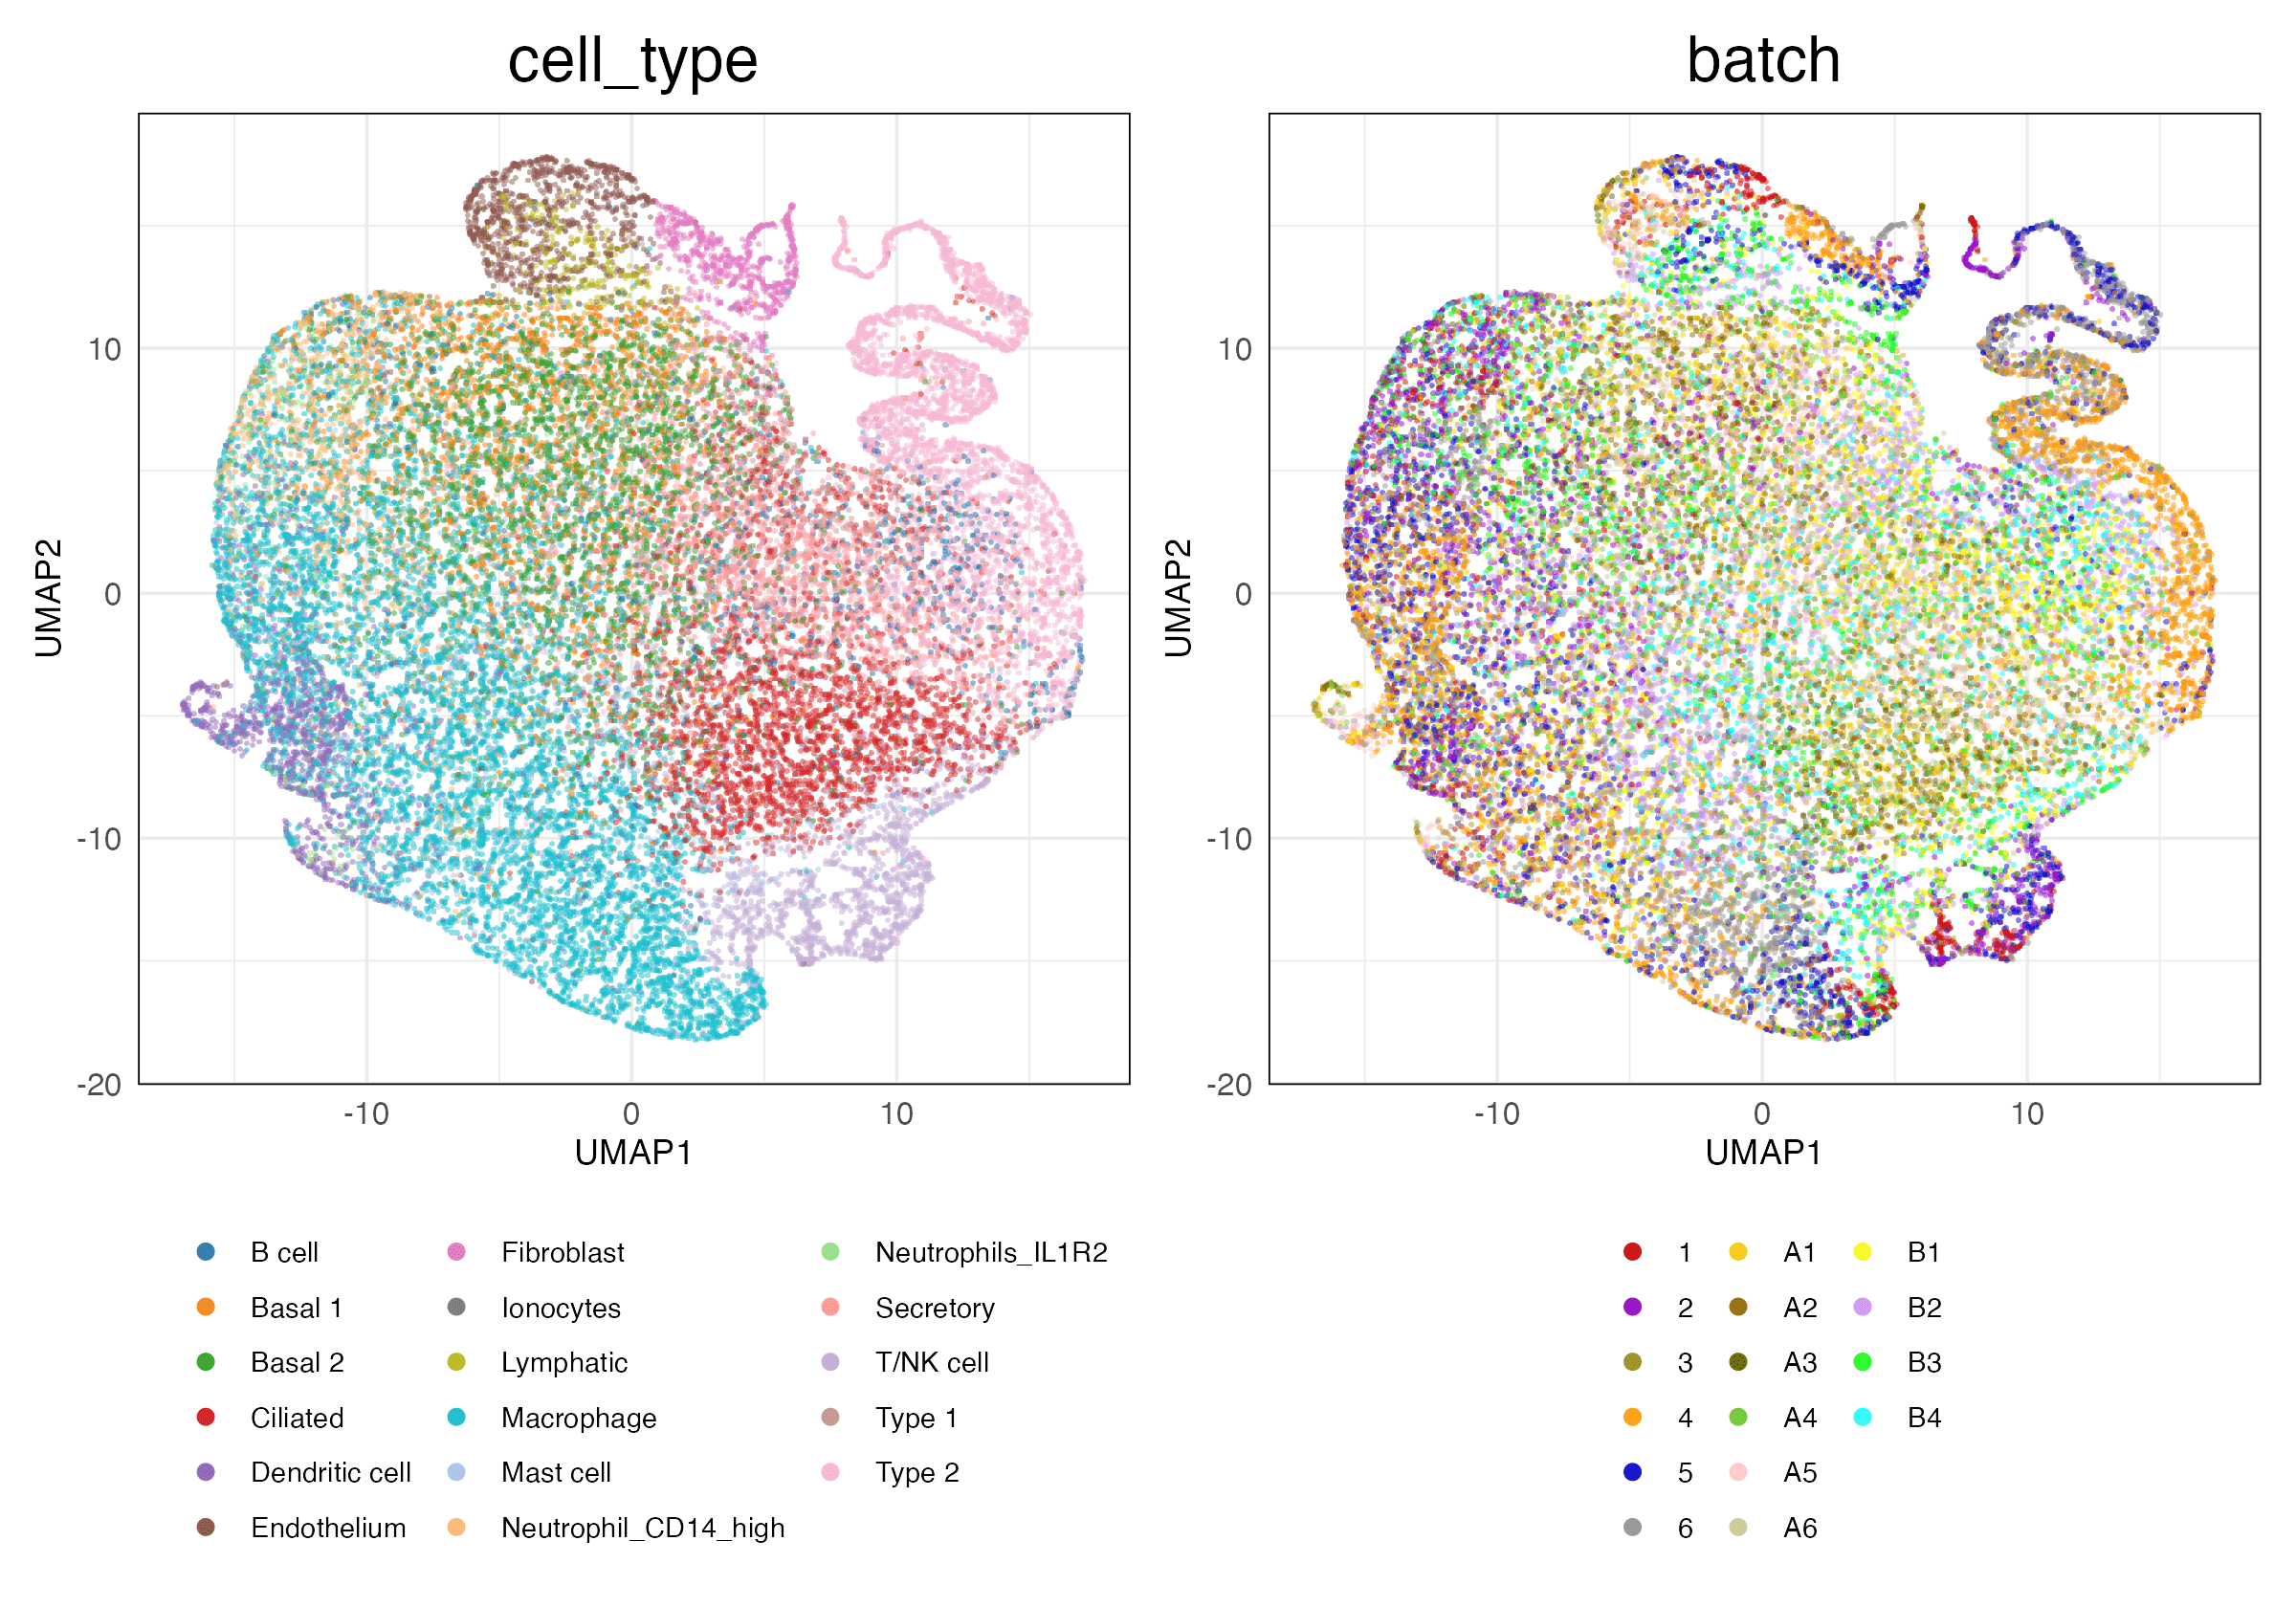 cell_type
batch
UMAP2
10
0
-10
-20
-10
0
10
UMAP1
UMAP2
10
0
-10
-20
-10
0
10
UMAP1
B cell
Basal 1
Basal 2
Ciliated
Dendritic cell
Endothelium
Fibroblast
Ionocytes
Lymphatic
Macrophage
Mast cell
Neutrophil_CD14_high
Neutrophils_IL1R2
Secretory
T/NK cell
Type 1
Type 2
1
2
3
4
5
6
A1
A2
A3
A4
A5
A6
B1
B2
B3
B4